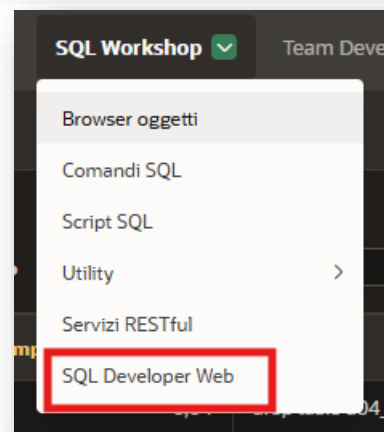 SQL Workshop Team Deve
Browser oggetti
Comandi SQL
Script SQL
Utility
Servizi RESTful
SQL Developer Web